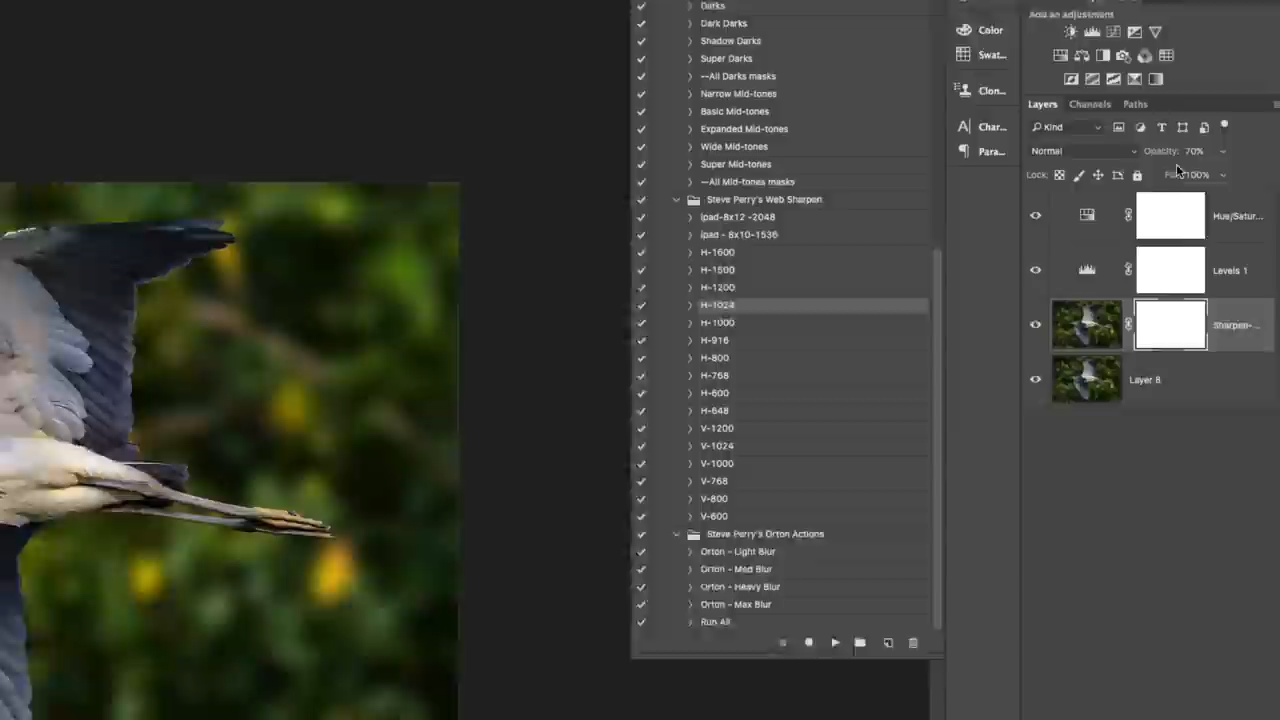 Darks
Dark Darks
Shadow Darks
Super Darks
--All Darks masks
Narrow Mid-tones
Basic Mid-tones
Expanded Mid-tones
Wide Mid-tones
Super Mid-tones
--All Mid-tones masks
Steve Perry's Web Sharpen
ipad-8x12 -2048
ipad - 8x10-1536
H-1600
H-1500
H-1200
H-1024
H-1000
H-916
H-800
H-768
H-600
H-648
V-1200
V-1024
V-1000
V-768
V-800
V-600
Steve Perry's Orton Actions
Orton - Light Blur
Orton - Med Blur
Orton - Heavy Blur
Orton - Max Blur
Run All
Color
Swat...
Clon...
Char...
Para...
Add an adjustment
Layers Channels Paths
Kind
Normal Opacity: 70%
Lock: 100%
Hue/Satur...
Levels 1
Sharpen-...
Layer 8